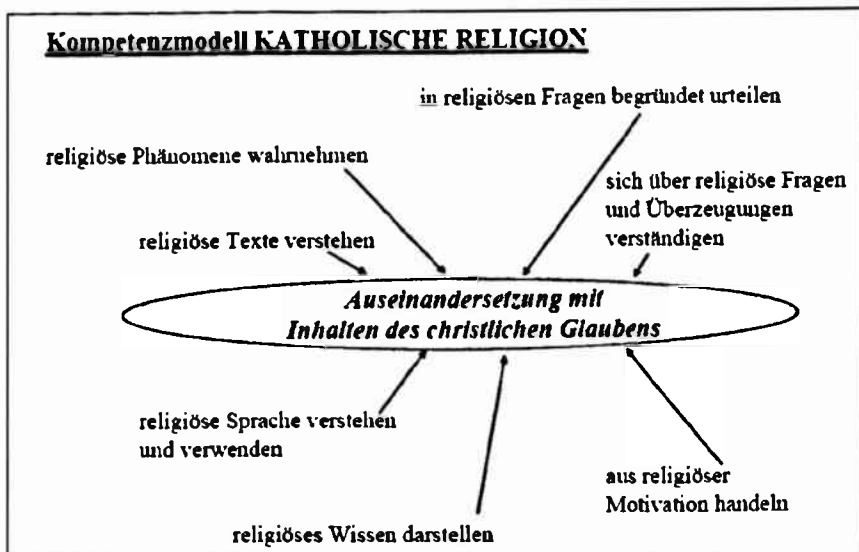 Kompetenzmodell KATHOLISCHE RELIGION
in religiösen Fragen begründet urteilen
religiöse Phänomene wahrnehmen
sich über religiöse Fragen
und Überzeugungen
verständigen
religiöse Texte verstehen
Auseinandersetzung mit
Inhalten des christlichen Glaubens
religiöse Sprache verstehen
und verwenden
aus religiöser
Motivation handeln
religiöses Wissen darstellen